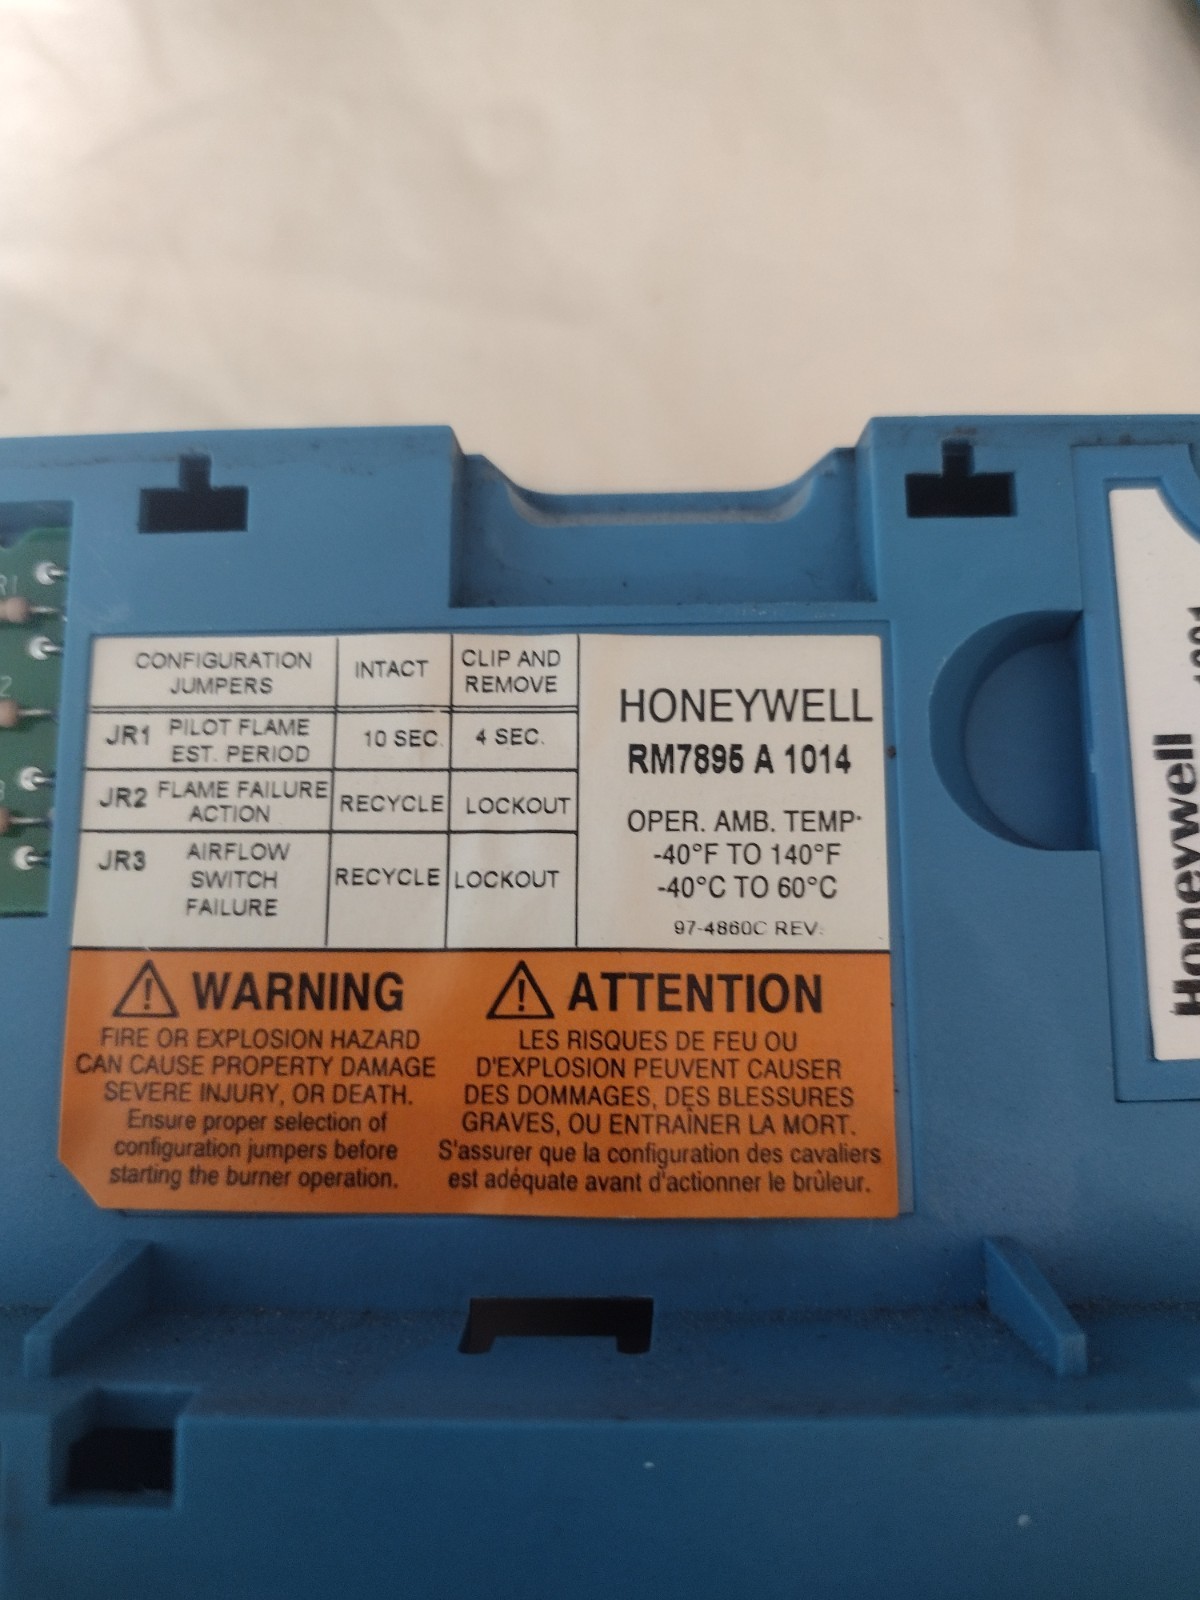 CONFIGURATION JUMPERS INTACT CLIP AND REMOVE
JR1 PILOT FLAME EST. PERIOD 10 SEC. 4 SEC.
JR2 FLAME FAILURE ACTION RECYCLE LOCKOUT
JR3 AIRFLOW SWITCH FAILURE RECYCLE LOCKOUT
HONEYWELL
RM7895 A 1014
OPER. AMB. TEMP.
-40°F TO 140°F
-40°C TO 60°C
97-4860C REV.
WARNING
FIRE OR EXPLOSION HAZARD
CAN CAUSE PROPERTY DAMAGE
SEVERE INJURY, OR DEATH.
Ensure proper selection of
configuration jumpers before
starting the burner operation.
ATTENTION
LES RISQUES DE FEU OU
D'EXPLOSION PEUVENT CAUSER
DES DOMMAGES, DES BLESSURES
GRAVES, OU ENTRAÎNER LA MORT.
S'assurer que la configuration des cavaliers
est adéquate avant d'actionner le brûleur.
Honeywell